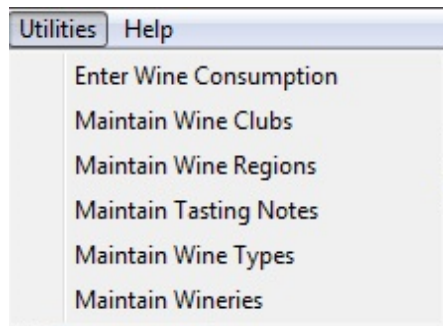 Utilities Help
Enter Wine Consumption
Maintain Wine Clubs
Maintain Wine Regions
Maintain Tasting Notes
Maintain Wine Types
Maintain Wineries